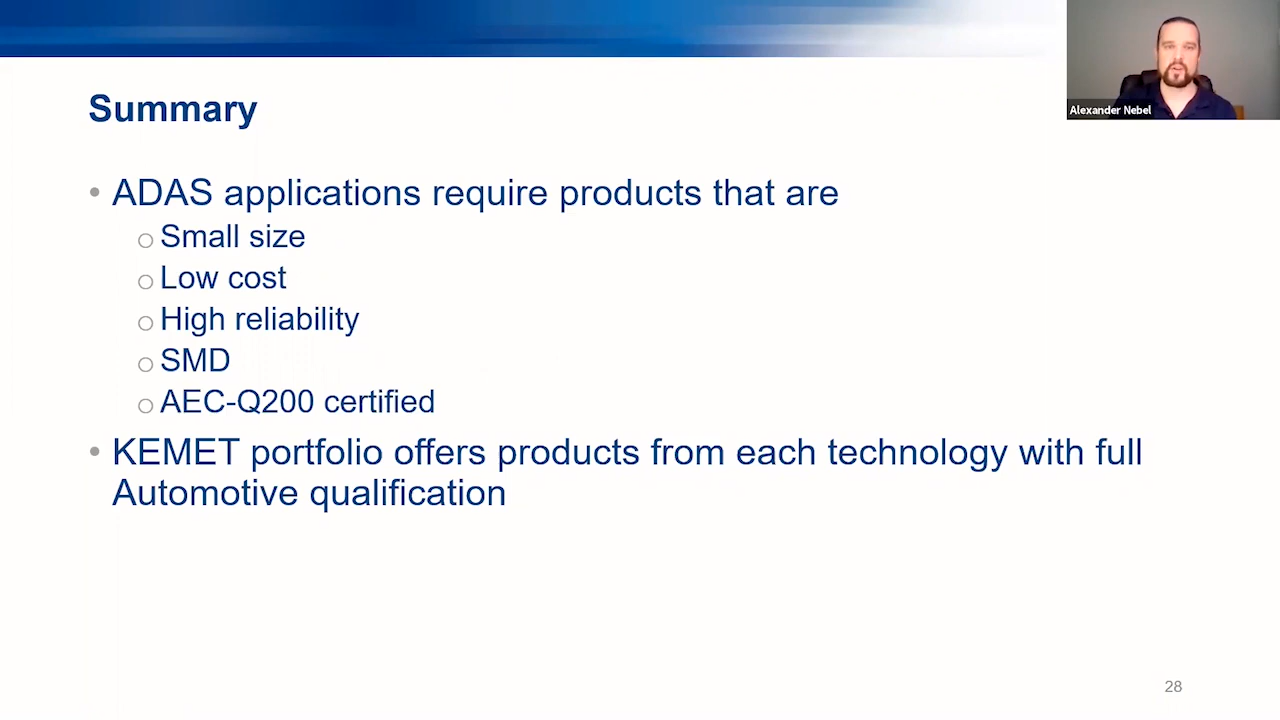 Alexander Nebel
Summary
• ADAS applications require products that are
○ Small size
○ Low cost
○ High reliability
○ SMD
○ AEC-Q200 certified
• KEMET portfolio offers products from each technology with full
Automotive qualification
28